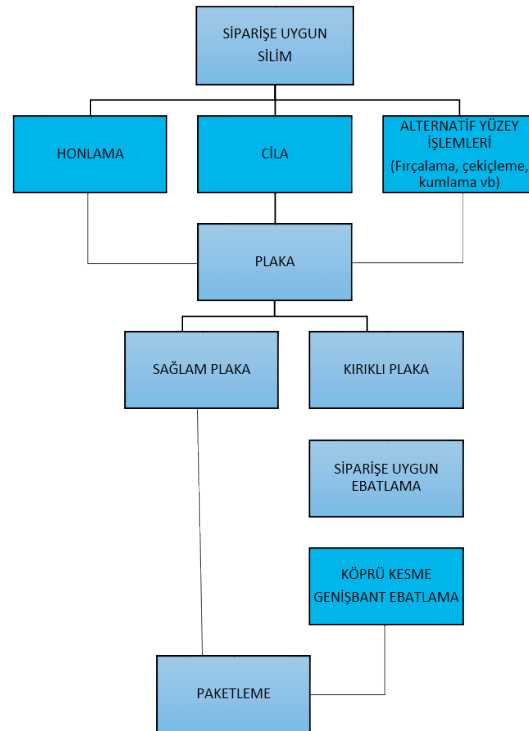 SİPARİŞE UYGUN
SİLİM
HONLAMA
CİLA
ALTERNATİF YÜZEY
İŞLEMLERİ
(Fırçalama, çekiçleme,
kumlama vb)
PLAKA
SAĞLAM PLAKA
KIRIKLI PLAKA
SİPARİŞE UYGUN
EBATLAMA
KÖPRÜ KESME
GENİŞBANT EBATLAMA
PAKETLEME